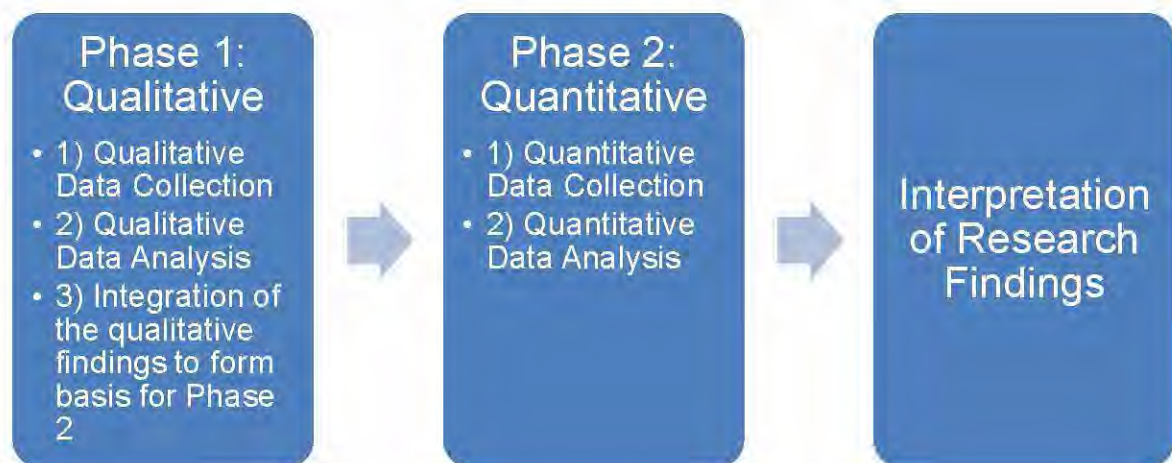 Phase 1:
Qualitative
• 1) Qualitative
Data Collection
• 2) Qualitative
Data Analysis
• 3) Integration of
the qualitative
findings to form
basis for Phase
2
Phase 2:
Quantitative
• 1) Quantitative
Data Collection
• 2) Quantitative
Data Analysis
Interpretation
of Research
Findings